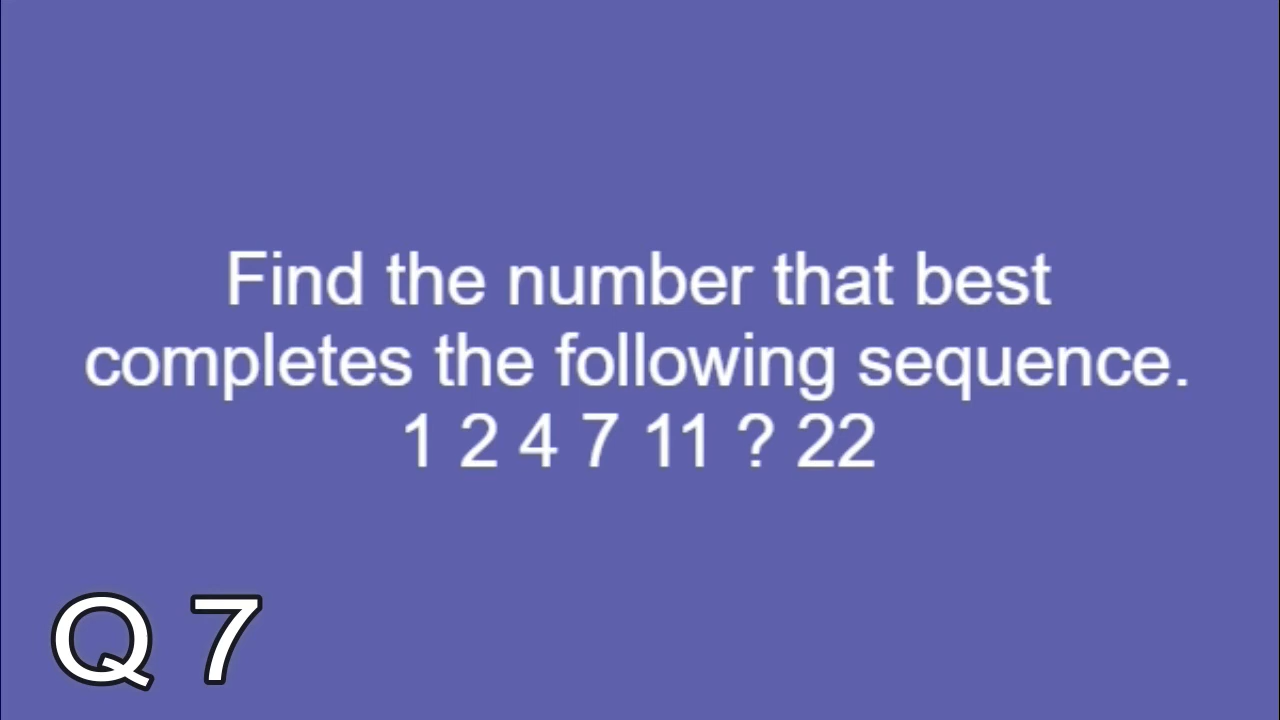 Find the number that best
completes the following sequence.
1 2 4 7 11 ? 22
Q 7